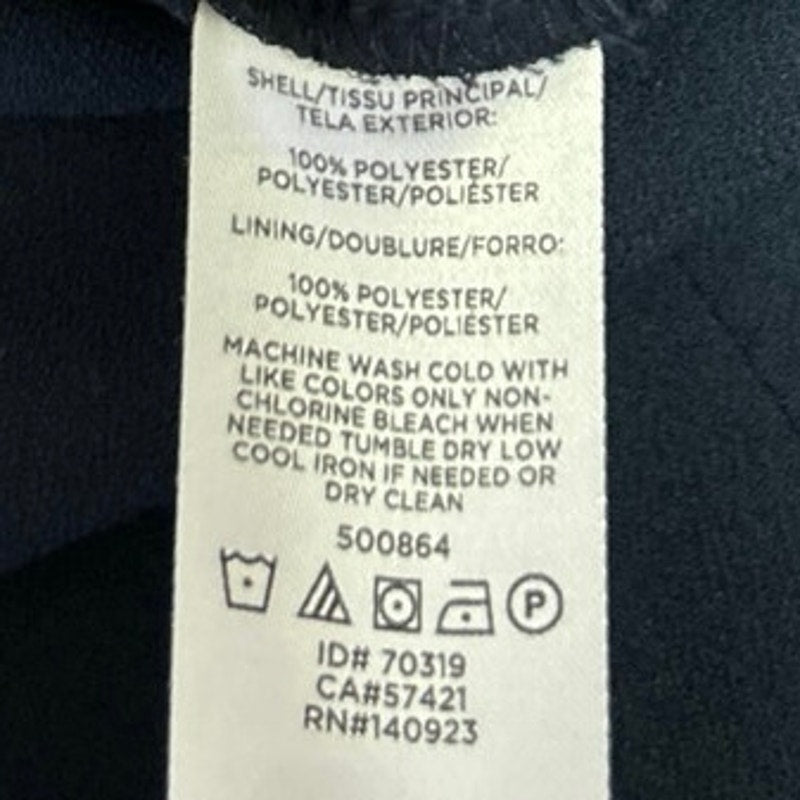 SHELL/TISSU PRINCIPAL/
TELA EXTERIOR:
100% POLYESTER/
POLYESTER/POLIÉSTER
LINING/DOUBLURE/FORRO:
100% POLYESTER/
POLYESTER/POLIÉSTER
MACHINE WASH COLD WITH
LIKE COLORS ONLY NON-
CHLORINE BLEACH WHEN
NEEDED TUMBLE DRY LOW
COOL IRON IF NEEDED OR
DRY CLEAN
500864
P
ID# 70319
CA#57421
RN#140923